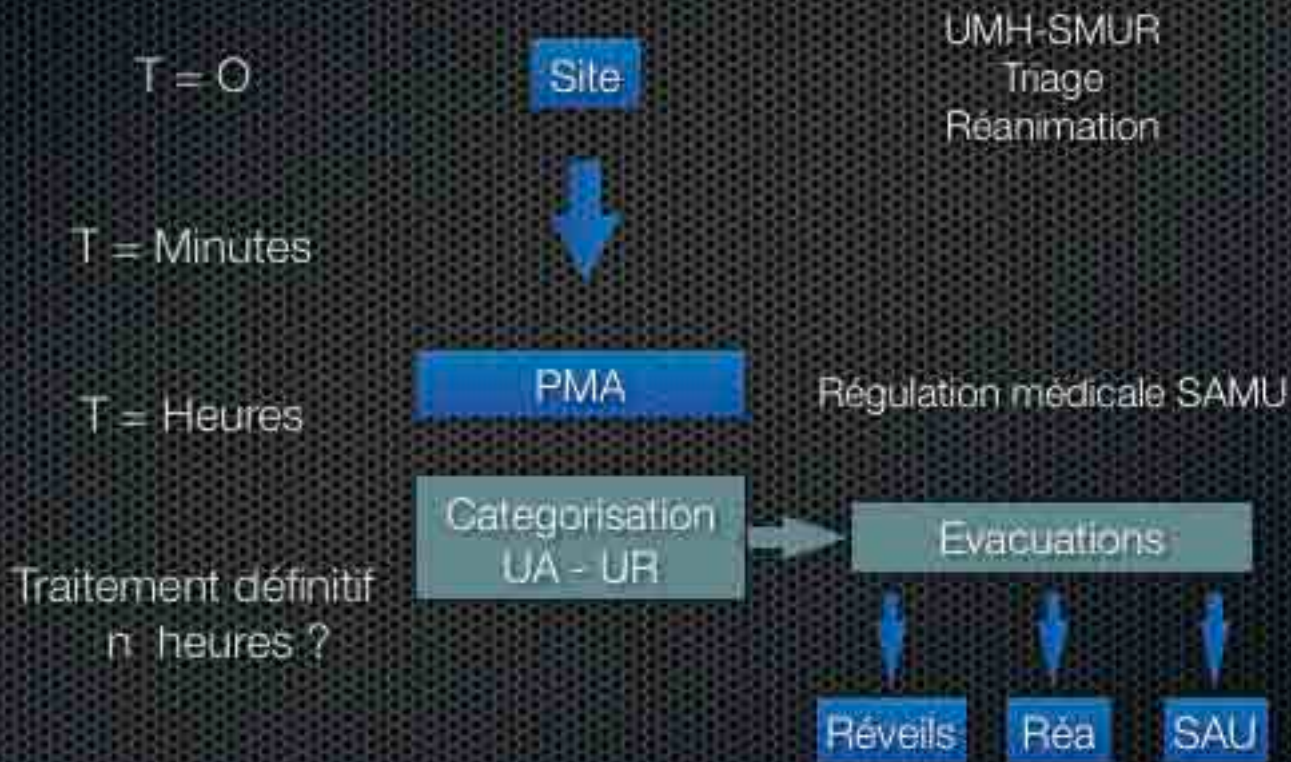 T = O
Site
UMH-SMUR
Triage
Réanimation
T = Minutes
PMA
T = Heures
Régulation médicale SAMU
Categorisation
UA - UR
Evacuations
Traitement définitif
n heures ?
Réveils
Réa
SAU